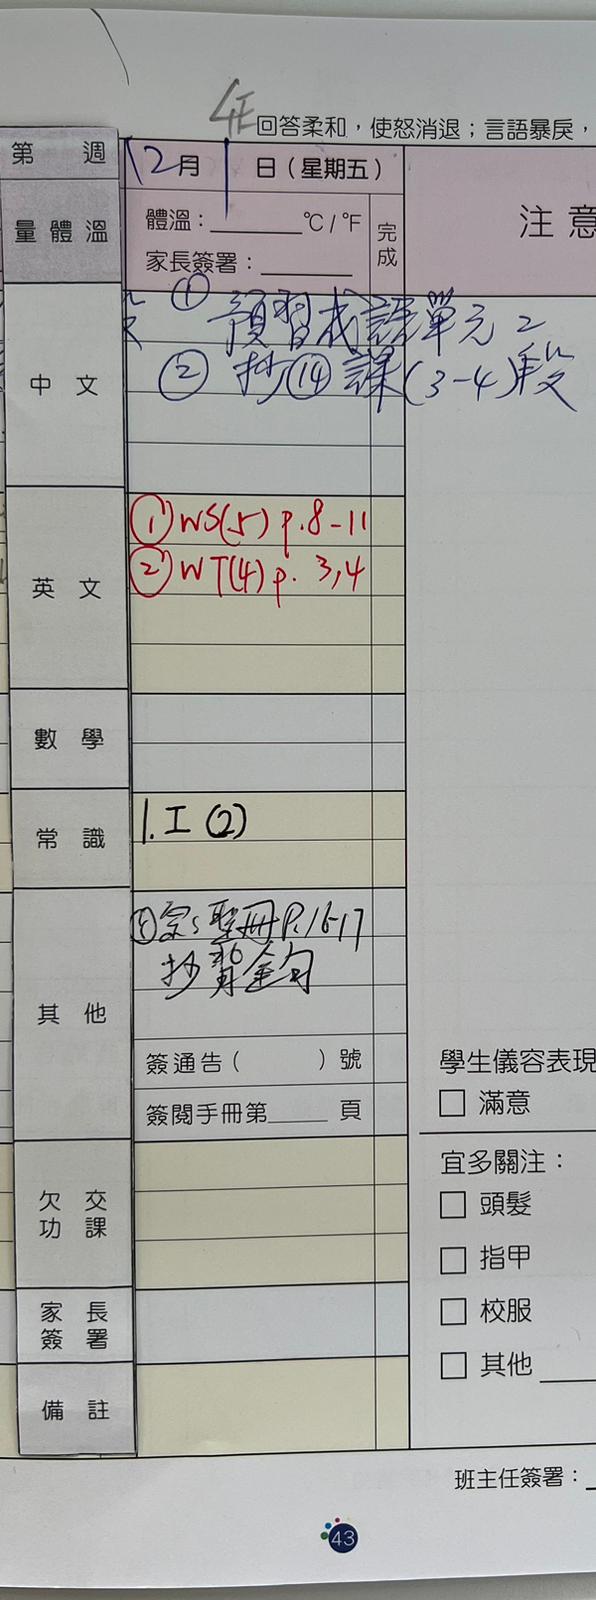 4E
回答柔和，使怒消退；言語暴戾，
第 週
12月1日（星期五）
注意
量體溫
體溫：______°C / °F
完成
家長簽署：______
中文
① 預習成語單元2
② 抄⑭課(3-4)段
英文
① WS(5) p.8-11
② WT(4) p. 3,4
數學
常識
1. I (2)
其他
聖冊P.16-17
抄背金句
簽通告（ ）號
簽閱手冊第____頁
學生儀容表現
滿意
欠交功課
宜多關注：
頭髮
指甲
校服
其他
家長簽署
備註
班主任簽署：
43